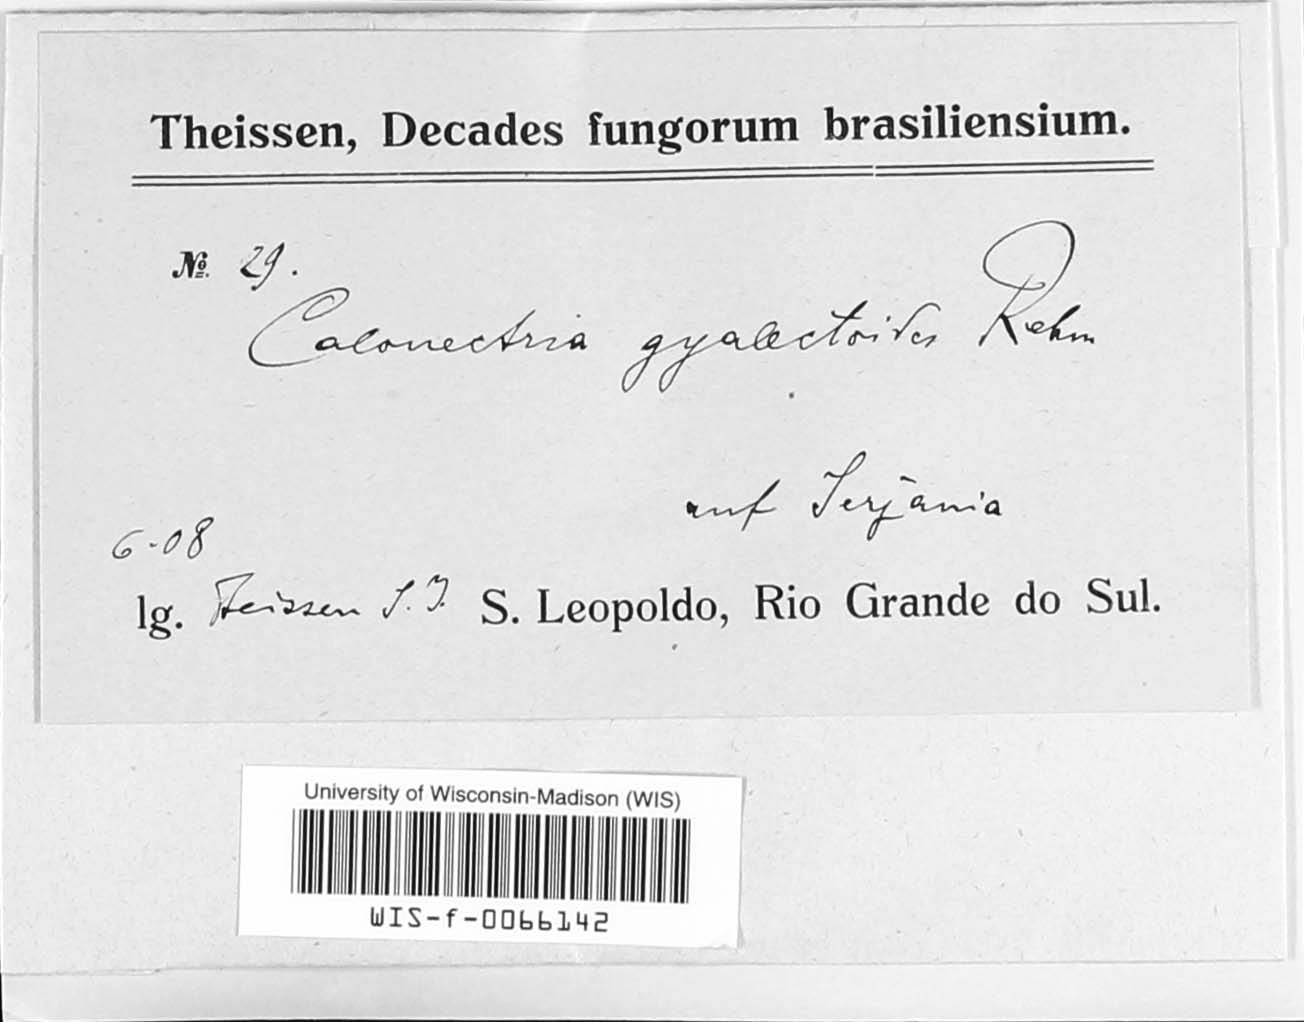 Theissen, Decades fungorum brasiliensium.
№ 29.
Calonectria gyalectoides Rehm
auf Serjania
6-08
lg. Theissen S. J. S. Leopoldo, Rio Grande do Sul.
University of Wisconsin-Madison (WIS)
WIS-f-0066142